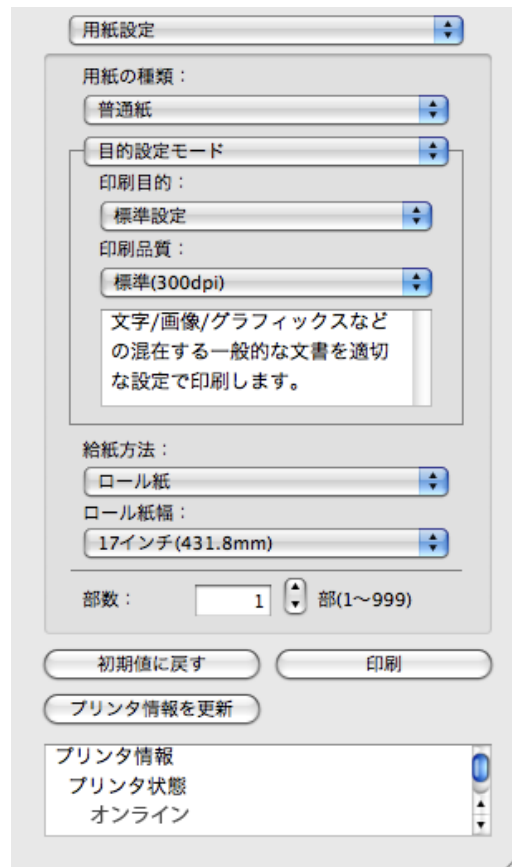 用紙設定
用紙の種類：
普通紙
目的設定モード
印刷目的：
標準設定
印刷品質：
標準(300dpi)
文字/画像/グラフィックスなど
の混在する一般的な文書を適切
な設定で印刷します。
給紙方法：
ロール紙
ロール紙幅：
17インチ(431.8mm)
部数： 1 部(1〜999)
初期値に戻す 印刷
プリンタ情報を更新
プリンタ情報
プリンタ状態
オンライン